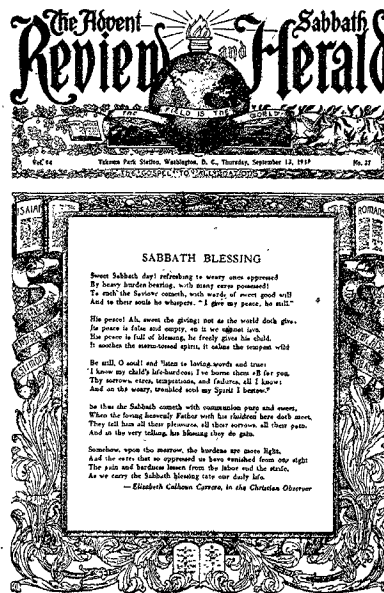 The Advent Sabbath
Review and Herald
THE FIELD IS THE WORLD
Vol. 94 Takoma Park Station, Washington, D. C., Thursday, September 13, 1917 No. 37
THE GOSPEL TO ALL NATIONS
ISAIAH
ROMANS
SABBATH BLESSING
Sweet Sabbath day! refreshing to weary ones oppressed
By heavy burden bearing, with many cares possessed!
To such the Saviour cometh, with words of sweet good will
And to their souls he whispers, "I give my peace, be still."
His peace! Ah, sweet the giving; not as the world doth give.
Its peace is false and empty, on it we cannot live.
His peace is full of blessing, he freely gives his child.
It soothes the storm-tossed spirit, it calms the tempest wild
Be still, O soul! and listen to loving words and true:
"I know my child's life-burdens; I've borne them all for you.
Thy sorrow, cares, temptations, and failures, all I know;
And on thy weary, troubled soul my Spirit I bestow."
So thus the Sabbath cometh with communion pure and sweet,
When the loving heavenly Father with his children here doth meet.
They tell him all their pleasures, all their sorrows, all their pain,
And in the very telling, his blessing they do gain.
Somehow, upon the morrow, the burdens are more light,
And the cares that so oppressed us have vanished from our sight
The pain and hardness lessen from the labor and the strife,
As we carry the Sabbath blessing into our daily life.
— Elizabeth Calhoun Carrere, in the Christian Observer